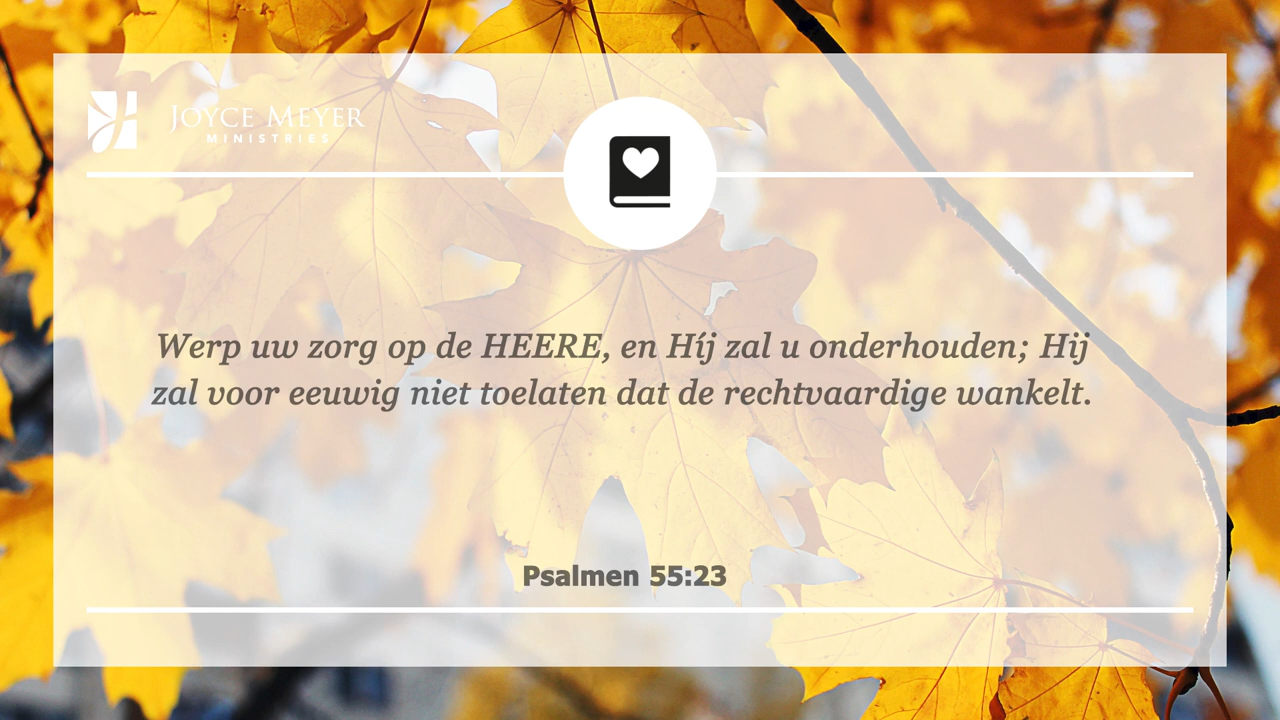 JOYCE MEYER
MINISTRIES
Werp uw zorg op de HEERE, en Híj zal u onderhouden; Hij
zal voor eeuwig niet toelaten dat de rechtvaardige wankelt.
Psalmen 55:23